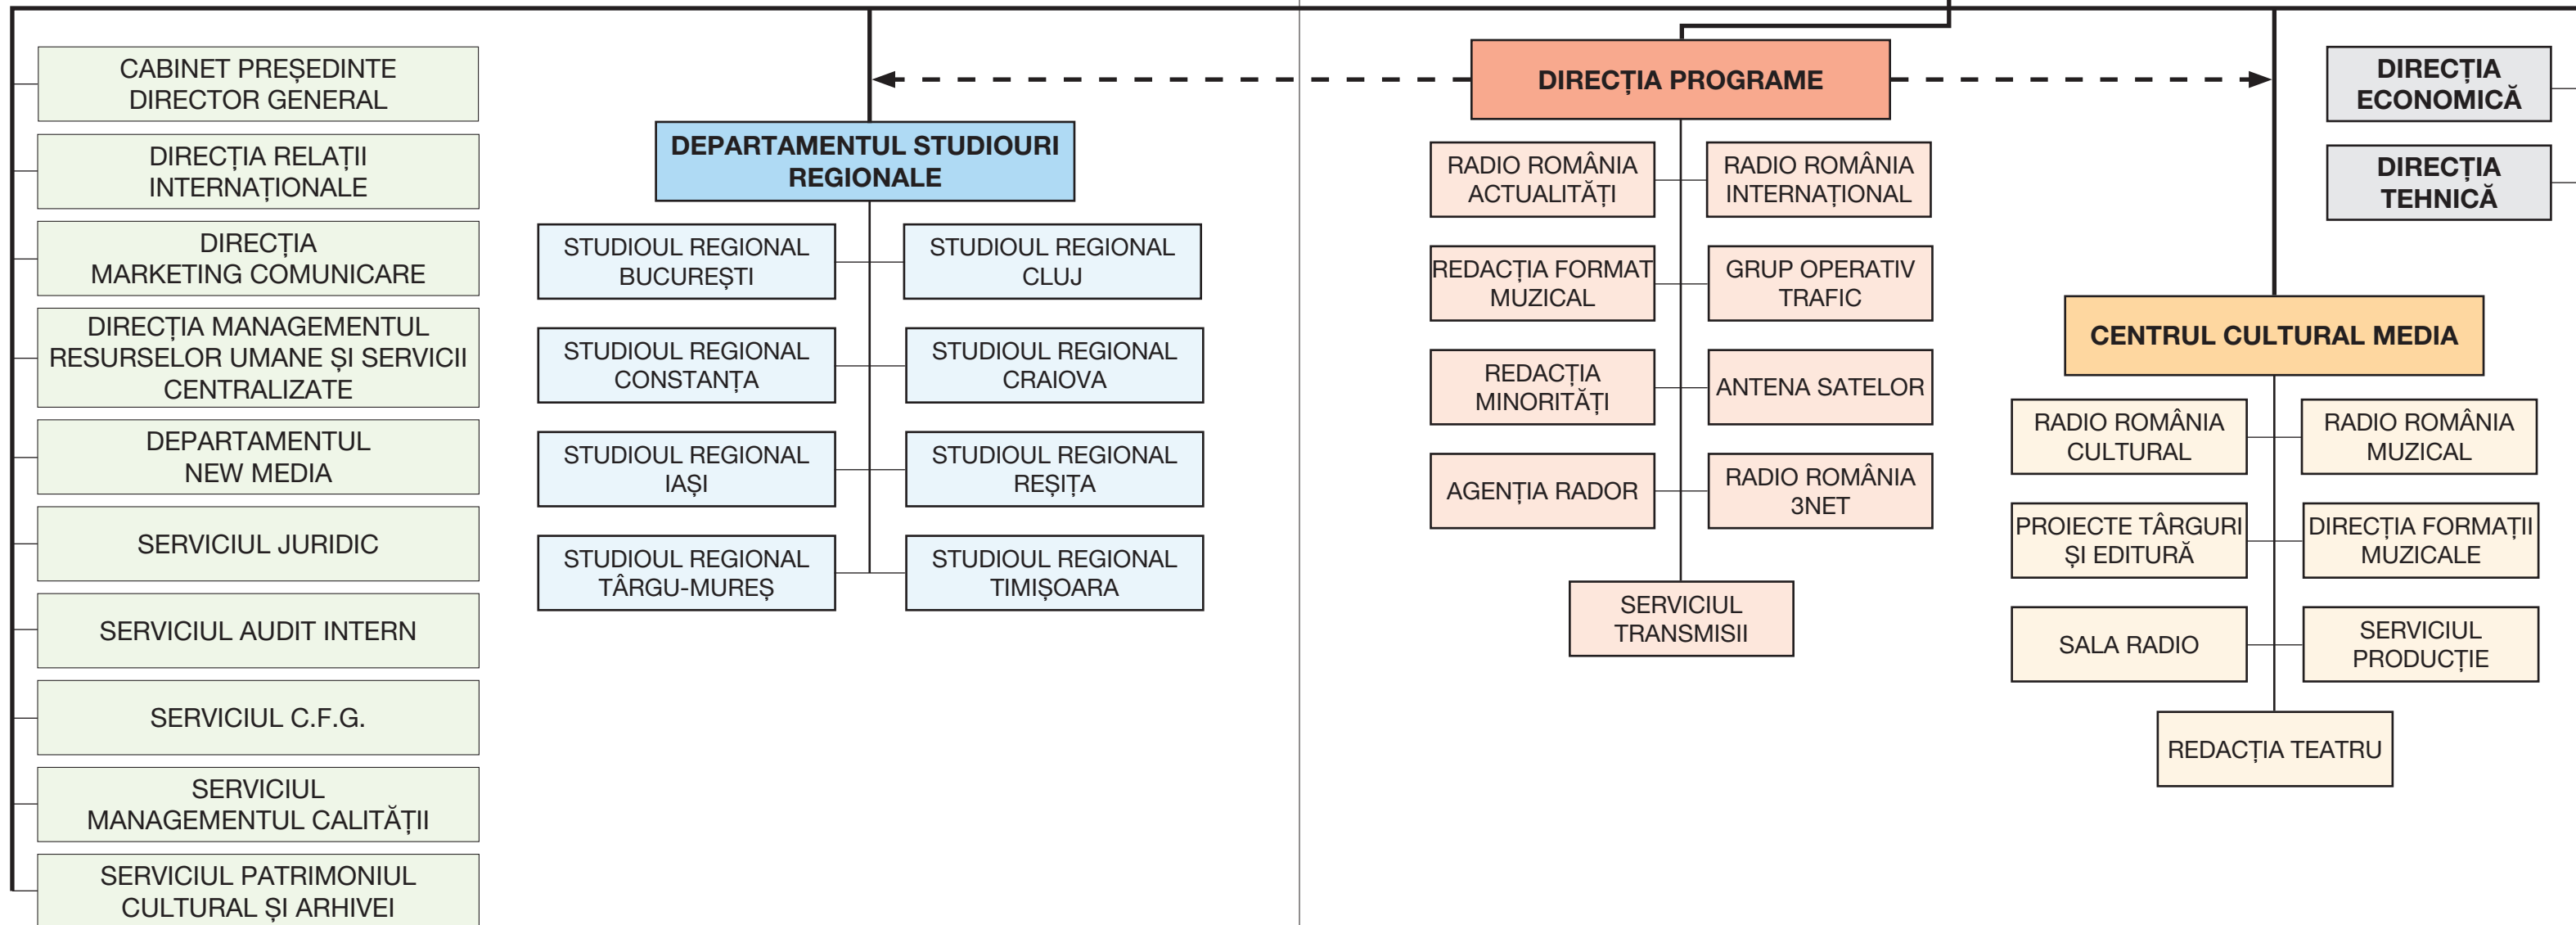 CABINET PREȘEDINTE
DIRECTOR GENERAL
DIRECȚIA RELAȚII
INTERNAȚIONALE
DIRECȚIA
MARKETING COMUNICARE
DIRECȚIA MANAGEMENTUL
RESURSELOR UMANE ȘI SERVICII
CENTRALIZATE
DEPARTAMENTUL
NEW MEDIA
SERVICIUL JURIDIC
SERVICIUL AUDIT INTERN
SERVICIUL C.F.G.
SERVICIUL
MANAGEMENTUL CALITĂȚII
SERVICIUL PATRIMONIUL
CULTURAL ȘI ARHIVEI
DEPARTAMENTUL STUDIOURI
REGIONALE
STUDIOUL REGIONAL
BUCUREȘTI
STUDIOUL REGIONAL
CLUJ
STUDIOUL REGIONAL
CONSTANȚA
STUDIOUL REGIONAL
CRAIOVA
STUDIOUL REGIONAL
IAȘI
STUDIOUL REGIONAL
REȘIȚA
STUDIOUL REGIONAL
TÂRGU-MUREȘ
STUDIOUL REGIONAL
TIMIȘOARA
DIRECȚIA PROGRAME
RADIO ROMÂNIA
ACTUALITĂȚI
RADIO ROMÂNIA
INTERNAȚIONAL
REDACȚIA FORMAT
MUZICAL
GRUP OPERATIV
TRAFIC
REDACȚIA
MINORITĂȚI
ANTENA SATELOR
AGENȚIA RADOR
RADIO ROMÂNIA
3NET
SERVICIUL
TRANSMISII
DIRECȚIA
ECONOMICĂ
DIRECȚIA
TEHNICĂ
CENTRUL CULTURAL MEDIA
RADIO ROMÂNIA
CULTURAL
RADIO ROMÂNIA
MUZICAL
PROIECTE TÂRGURI
ȘI EDITURĂ
DIRECȚIA FORMAȚII
MUZICALE
SALA RADIO
SERVICIUL
PRODUCȚIE
REDACȚIA TEATRU